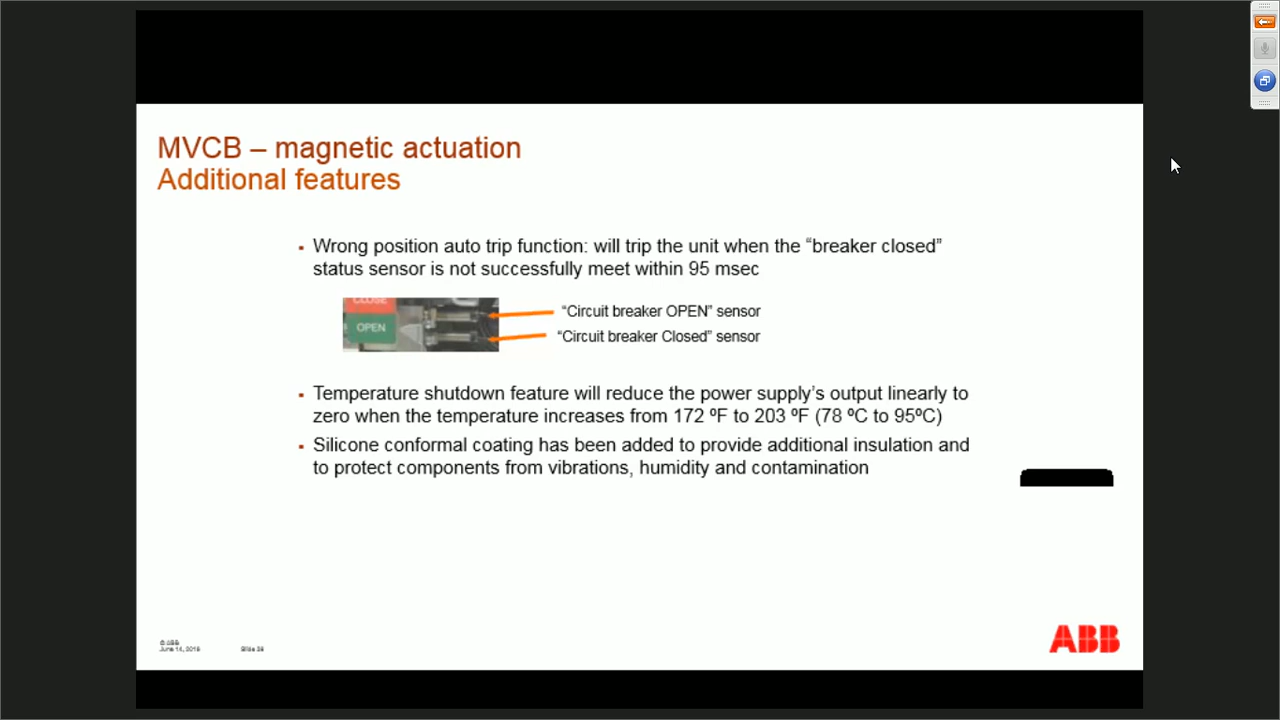 MVCB – magnetic actuation
Additional features
▪ Wrong position auto trip function: will trip the unit when the “breaker closed”
status sensor is not successfully meet within 95 msec
CLOSE
OPEN
“Circuit breaker OPEN” sensor
“Circuit breaker Closed” sensor
▪ Temperature shutdown feature will reduce the power supply’s output linearly to
zero when the temperature increases from 172 ºF to 203 ºF (78 ºC to 95ºC)
▪ Silicone conformal coating has been added to provide additional insulation and
to protect components from vibrations, humidity and contamination
© ABB
June 14,
Slide
ABB